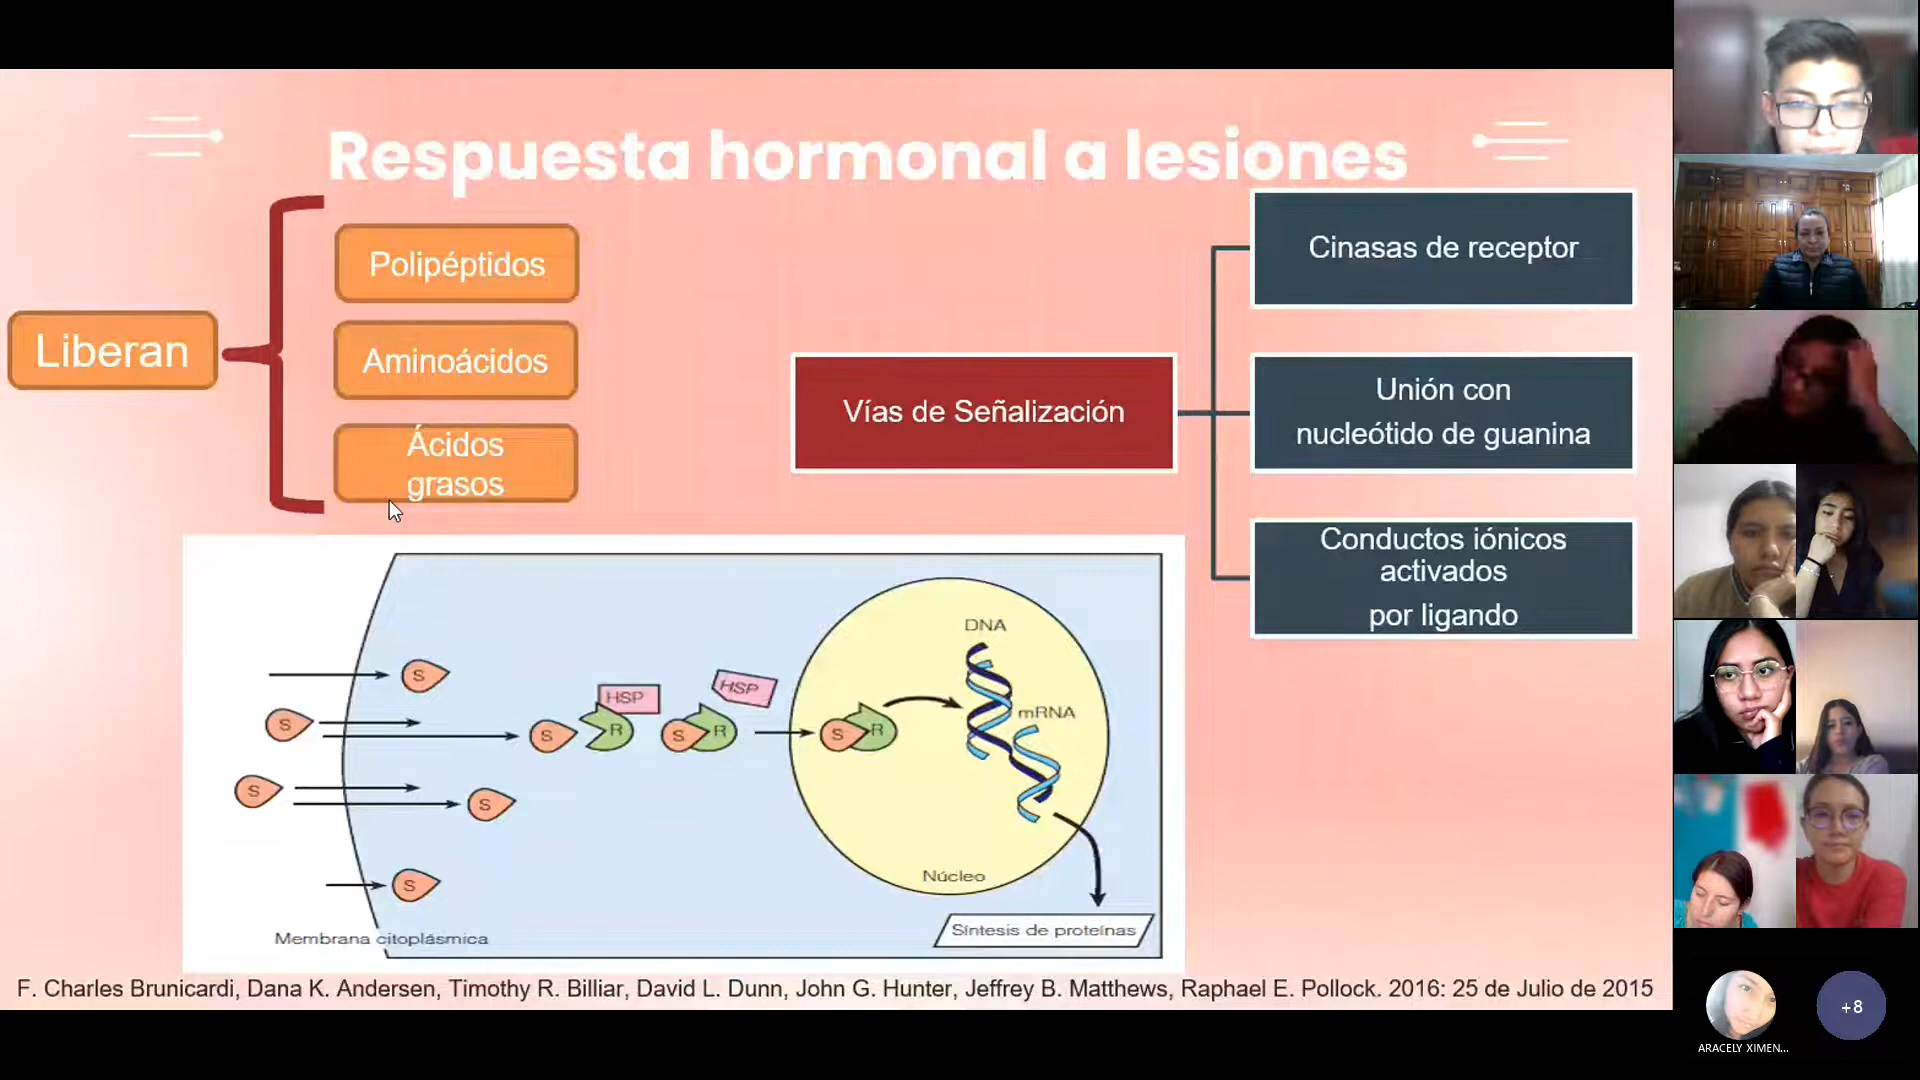 Respuesta hormonal a lesiones
Liberan
Polipéptidos
Aminoácidos
Ácidos
grasos
Vías de Señalización
Cinasas de receptor
Unión con
nucleótido de guanina
Conductos iónicos
activados
por ligando
S
S
S
S
S
S
HSP
R
HSP
S
R
S
R
DNA
mRNA
Núcleo
Síntesis de proteínas
Membrana citoplásmica
F. Charles Brunicardi, Dana K. Andersen, Timothy R. Billiar, David L. Dunn, John G. Hunter, Jeffrey B. Matthews, Raphael E. Pollock. 2016: 25 de Julio de 2015
+8
ARACELY XIMEN...